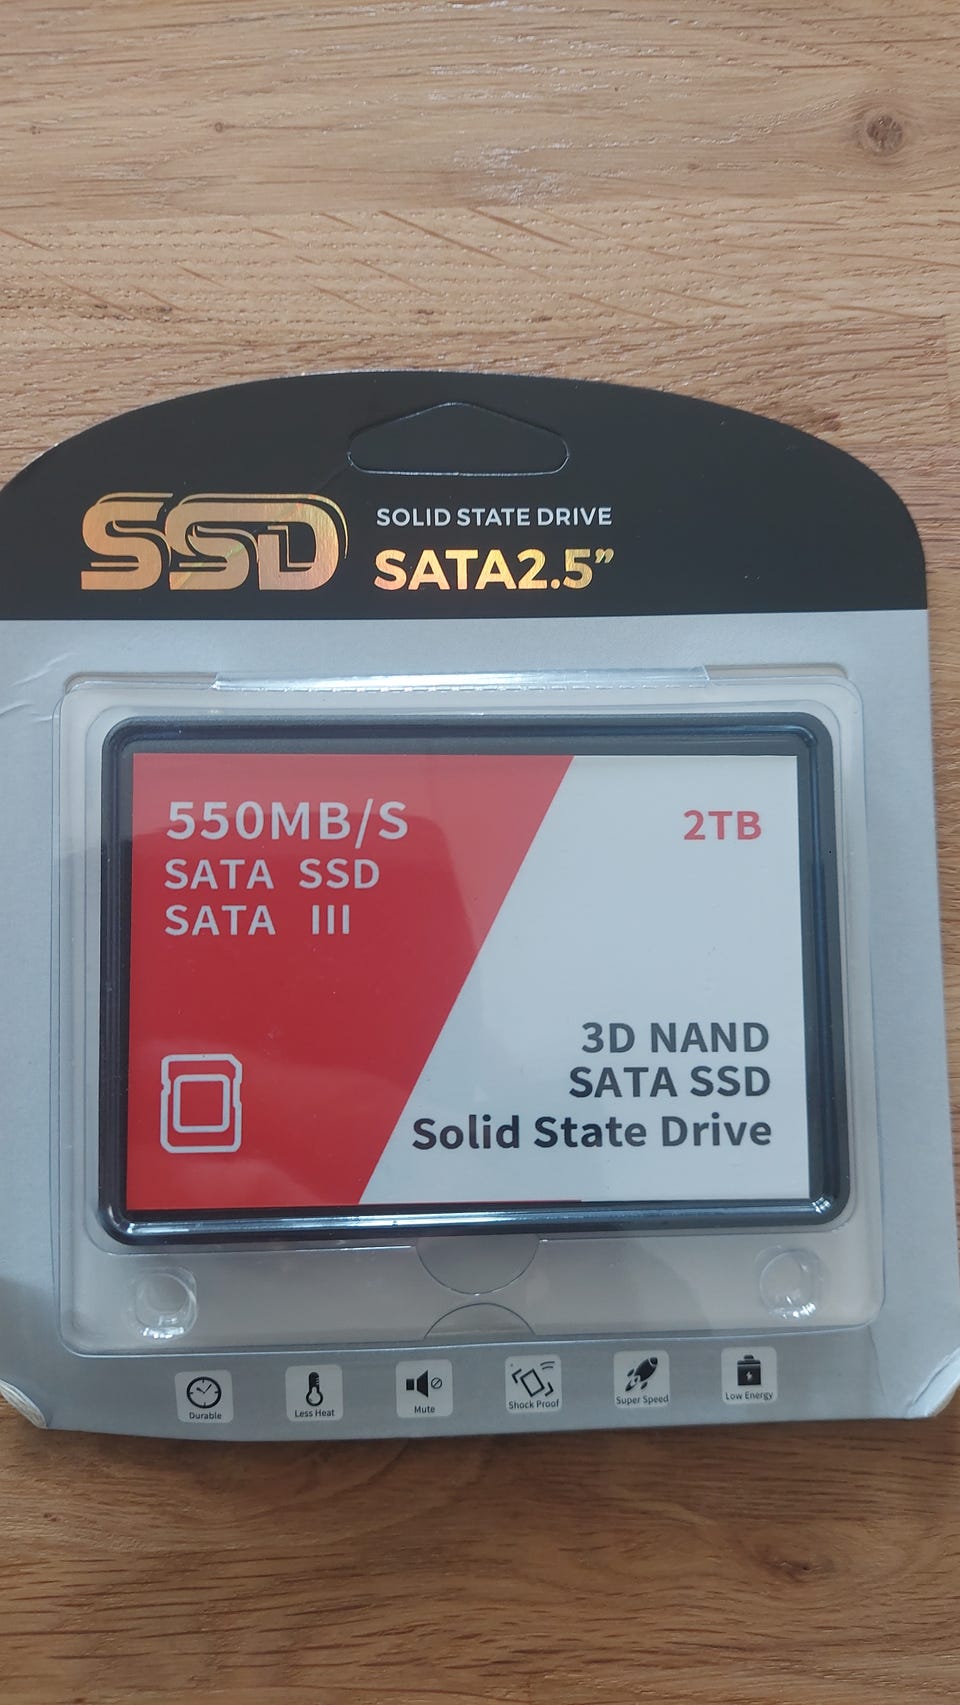 SSD
SOLID STATE DRIVE
SATA2.5”
550MB/S
SATA SSD
SATA III
2TB
3D NAND
SATA SSD
Solid State Drive
Durable
Less Heat
Mute
Shock Proof
Super Speed
Low Energy